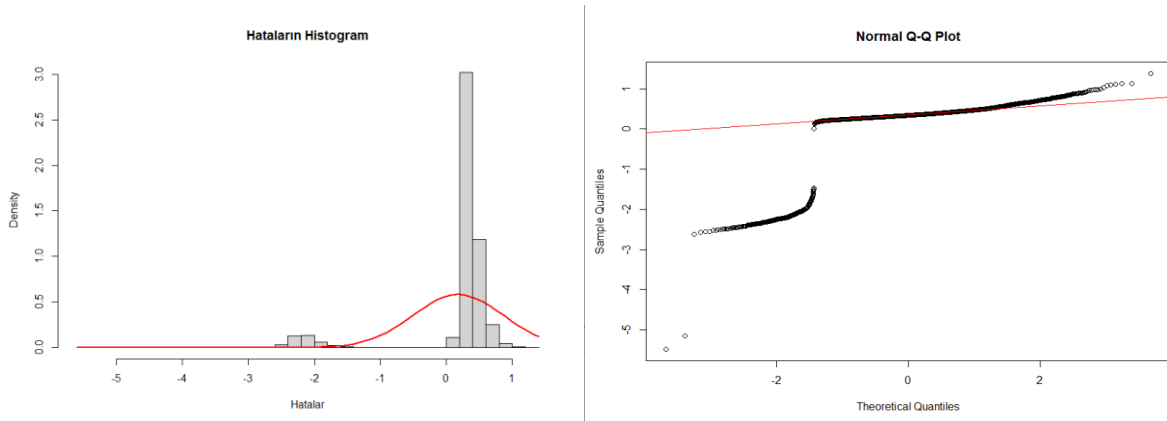 Hataların Histogram
Density
0.0 0.5 1.0 1.5 2.0 2.5 3.0
-5 -4 -3 -2 -1 0 1
Hatalar
Normal Q-Q Plot
Sample Quantiles
-5 -4 -3 -2 -1 0 1
-2 0 2
Theoretical Quantiles